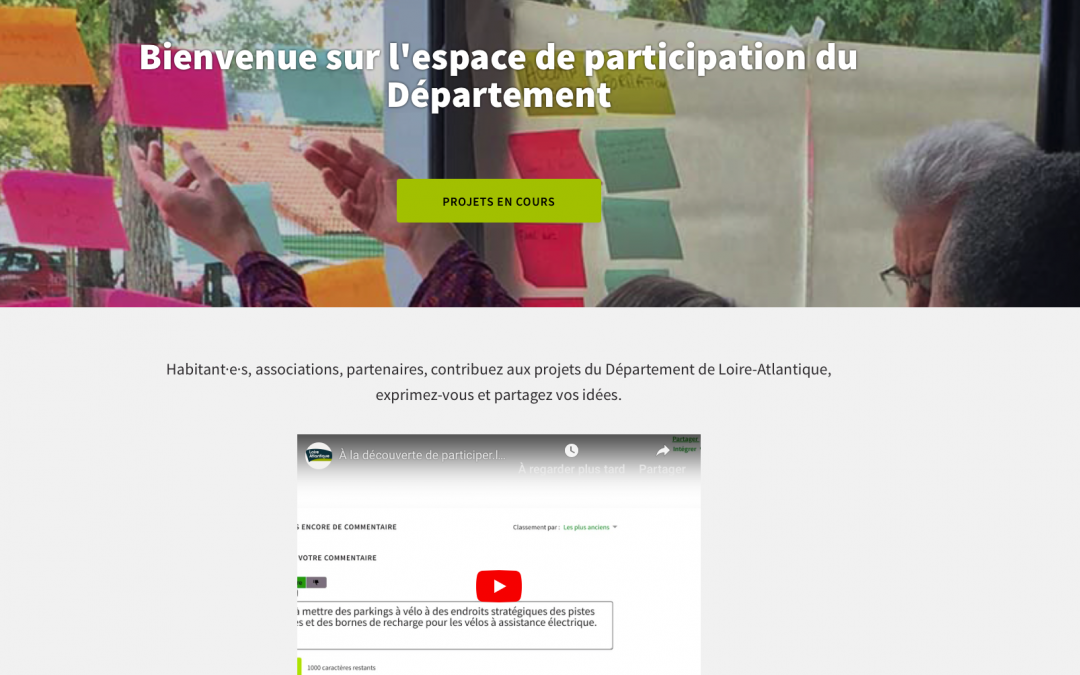 Bienvenue sur l'espace de participation du
Département
PROJETS EN COURS
Habitant·e·s, associations, partenaires, contribuez aux projets du Département de Loire-Atlantique,
exprimez-vous et partagez vos idées.
Loire
Atlantique
À la découverte de participer.l...
À regarder plus tard
Partager
Partager
Intégrer
ENCORE DE COMMENTAIRE
Classement par : Les plus anciens
VOTRE COMMENTAIRE
mettre des parkings à vélo à des endroits stratégiques des pistes
et des bornes de recharge pour les vélos à assistance électrique.
1000 caractères restants